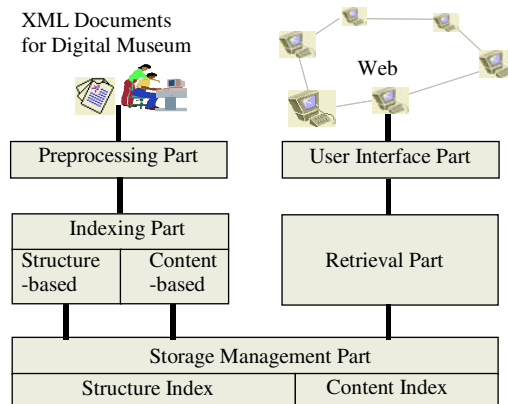 XML Documents
for Digital Museum
Web
Preprocessing Part
User Interface Part
Indexing Part
Structure
-based
Content
-based
Retrieval Part
Storage Management Part
Structure Index
Content Index